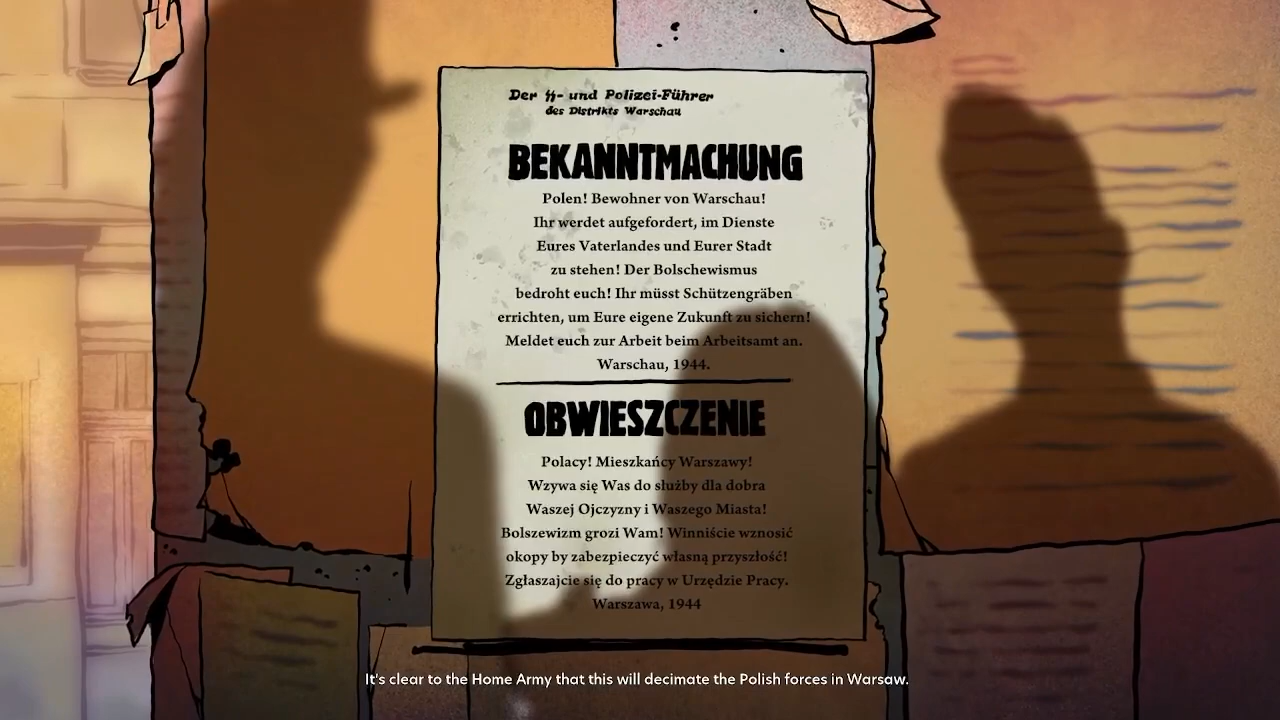 Der ᛋᛋ- und Polizei-Führer
des Distrikts Warschau
BEKANNTMACHUNG
Polen! Bewohner von Warschau!
Ihr werdet aufgefordert, im Dienste
Eures Vaterlandes und Eurer Stadt
zu stehen! Der Bolschewismus
bedroht euch! Ihr müsst Schützengräben
errichten, um Eure eigene Zukunft zu sichern!
Meldet euch zur Arbeit beim Arbeitsamt an.
Warschau, 1944.
OBWIESZCZENIE
Polacy! Mieszkańcy Warszawy!
Wzywa się Was do służby dla dobra
Waszej Ojczyzny i Waszego Miasta!
Bolszewizm grozi Wam! Winniście wznosić
okopy by zabezpieczyć własną przyszłość!
Zgłaszajcie się do pracy w Urzędzie Pracy.
Warszawa, 1944
It's clear to the Home Army that this will decimate the Polish forces in Warsaw.